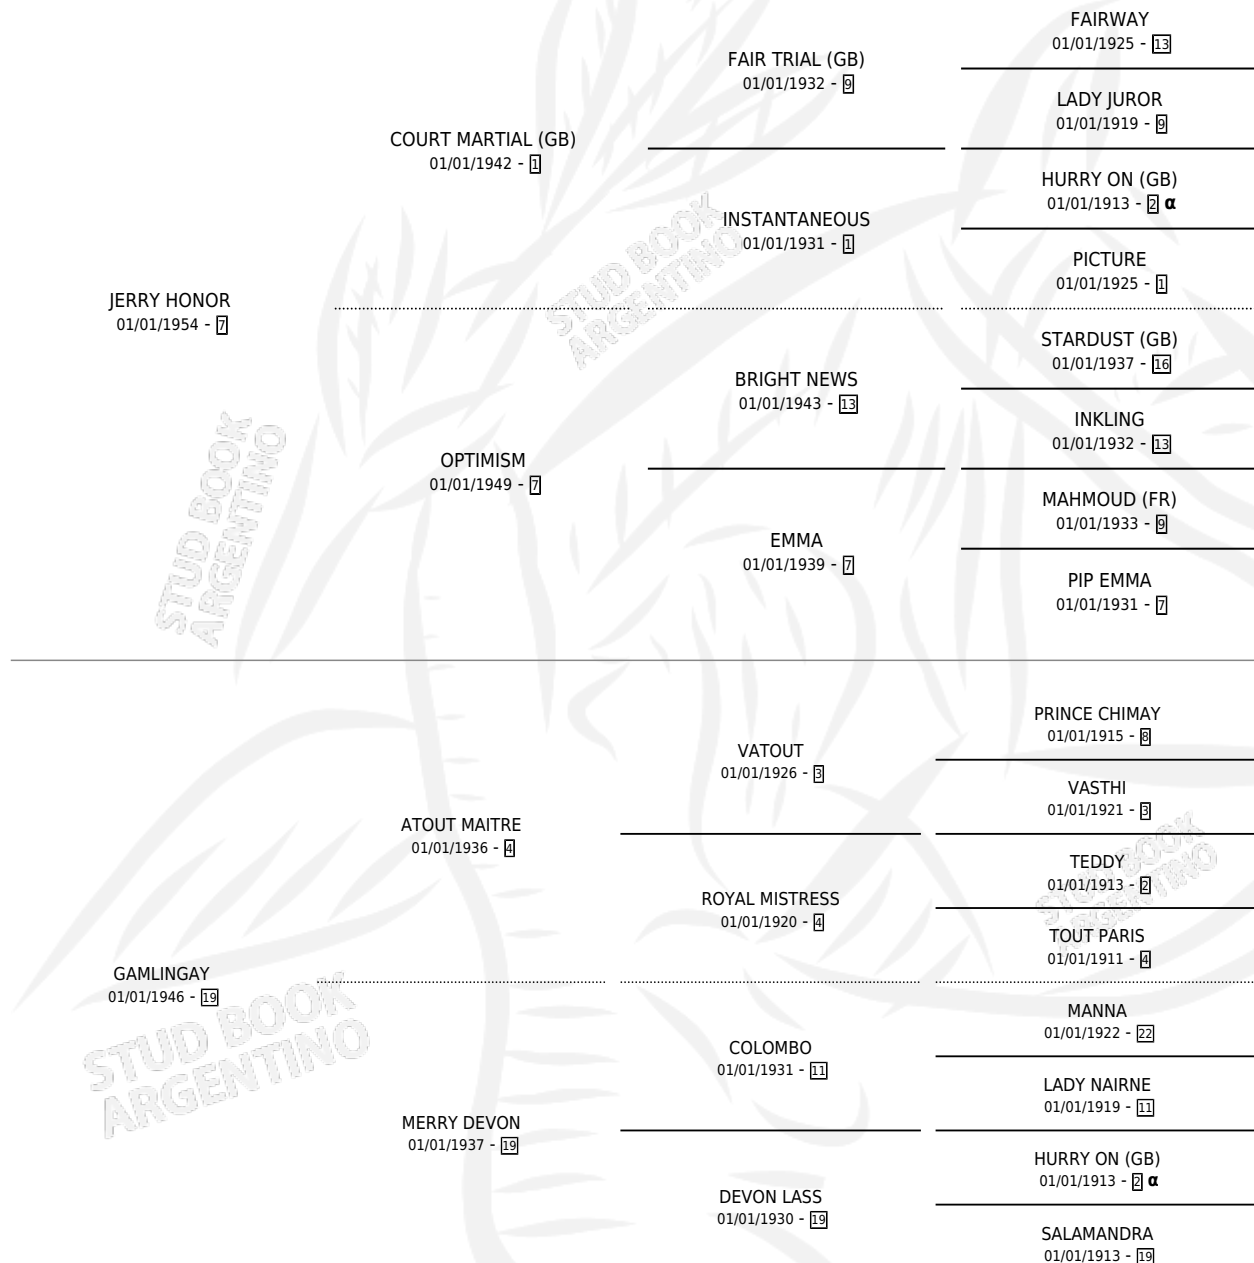 FAIRWAY
01/01/1925 - 13
FAIR TRIAL (GB)
01/01/1932 - 9
LADY JUROR
01/01/1919 - 9
COURT MARTIAL (GB)
01/01/1942 - 1
HURRY ON (GB)
01/01/1913 - 2 α
INSTANTANEOUS
01/01/1931 - 1
PICTURE
01/01/1925 - 1
JERRY HONOR
01/01/1954 - 7
STARDUST (GB)
01/01/1937 - 16
BRIGHT NEWS
01/01/1943 - 13
INKLING
01/01/1932 - 13
OPTIMISM
01/01/1949 - 7
MAHMOUD (FR)
01/01/1933 - 9
EMMA
01/01/1939 - 7
PIP EMMA
01/01/1931 - 7
PRINCE CHIMAY
01/01/1915 - 8
VATOUT
01/01/1926 - 3
VASTHI
01/01/1921 - 3
ATOUT MAITRE
01/01/1936 - 4
TEDDY
01/01/1913 - 2
ROYAL MISTRESS
01/01/1920 - 4
TOUT PARIS
01/01/1911 - 4
GAMLINGAY
01/01/1946 - 19
MANNA
01/01/1922 - 22
COLOMBO
01/01/1931 - 11
LADY NAIRNE
01/01/1919 - 11
MERRY DEVON
01/01/1937 - 19
HURRY ON (GB)
01/01/1913 - 2 α
DEVON LASS
01/01/1930 - 19
SALAMANDRA
01/01/1913 - 19
STUD BOOK
ARGENTINO
STUD BOOK
ARGENTINO
STUD BOOK
ARGENTINO
STUD BOOK
ARGENTINO